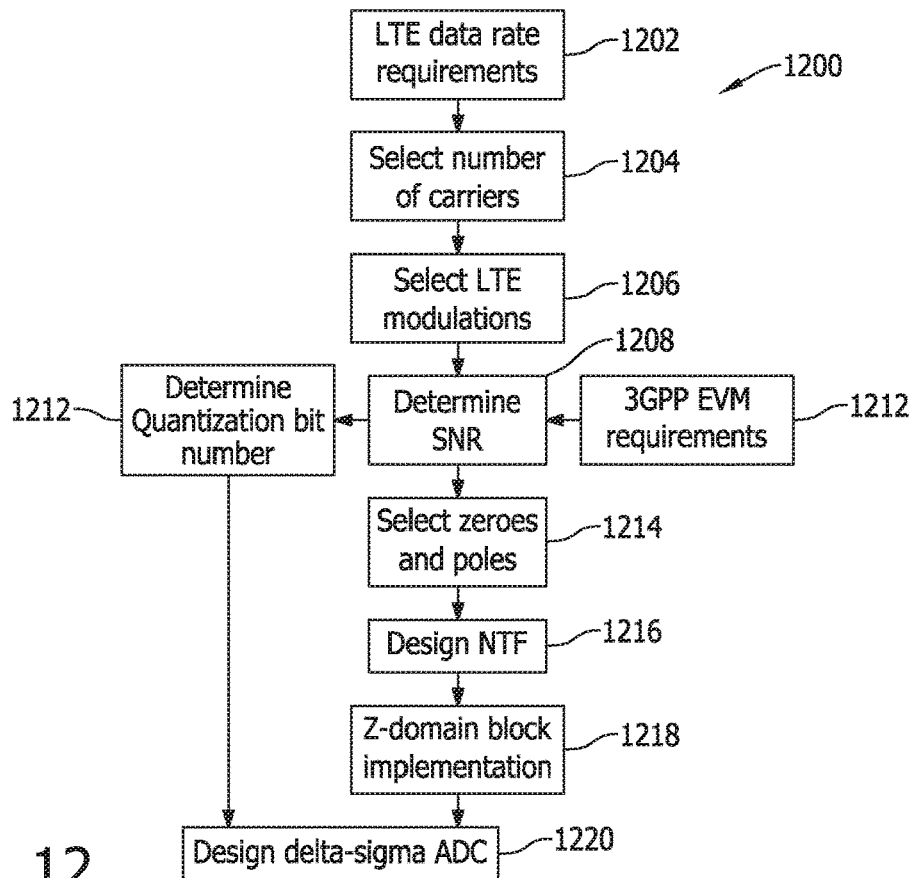 LTE data rate
requirements
1202
1200
Select number
of carriers
1204
Select LTE
modulations
1206
1208
1212
Determine
Quantization bit
number
Determine
SNR
3GPP EVM
requirements
1212
Select zeroes
and poles
1214
Design NTF
1216
Z-domain block
implementation
1218
12
Design delta-sigma ADC
1220